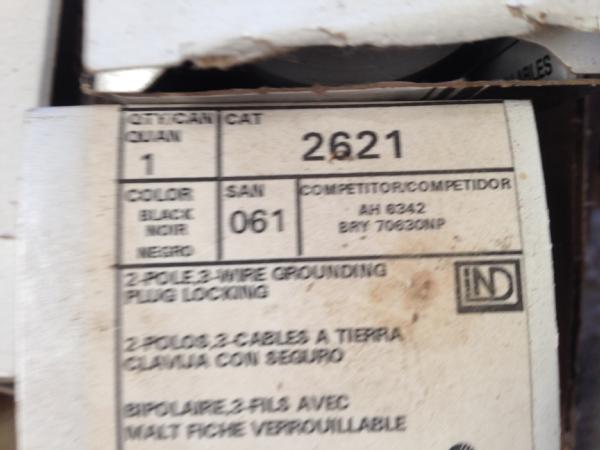 ABLES
QTY/CAN CAT
QUAN
1 2621
COLOR SAN COMPETITOR/COMPETIDOR
BLACK 061 AH 6342
NOIR BRY 70630NP
NEGRO
2-POLE,3-WIRE GROUNDING
PLUG LOCKING
IND
2-POLOS,3-CABLES A TIERRA
CLAVIJA CON SEGURO
BIPOLAIRE,3-FILS AVEC
MALT FICHE VERROUILLABLE